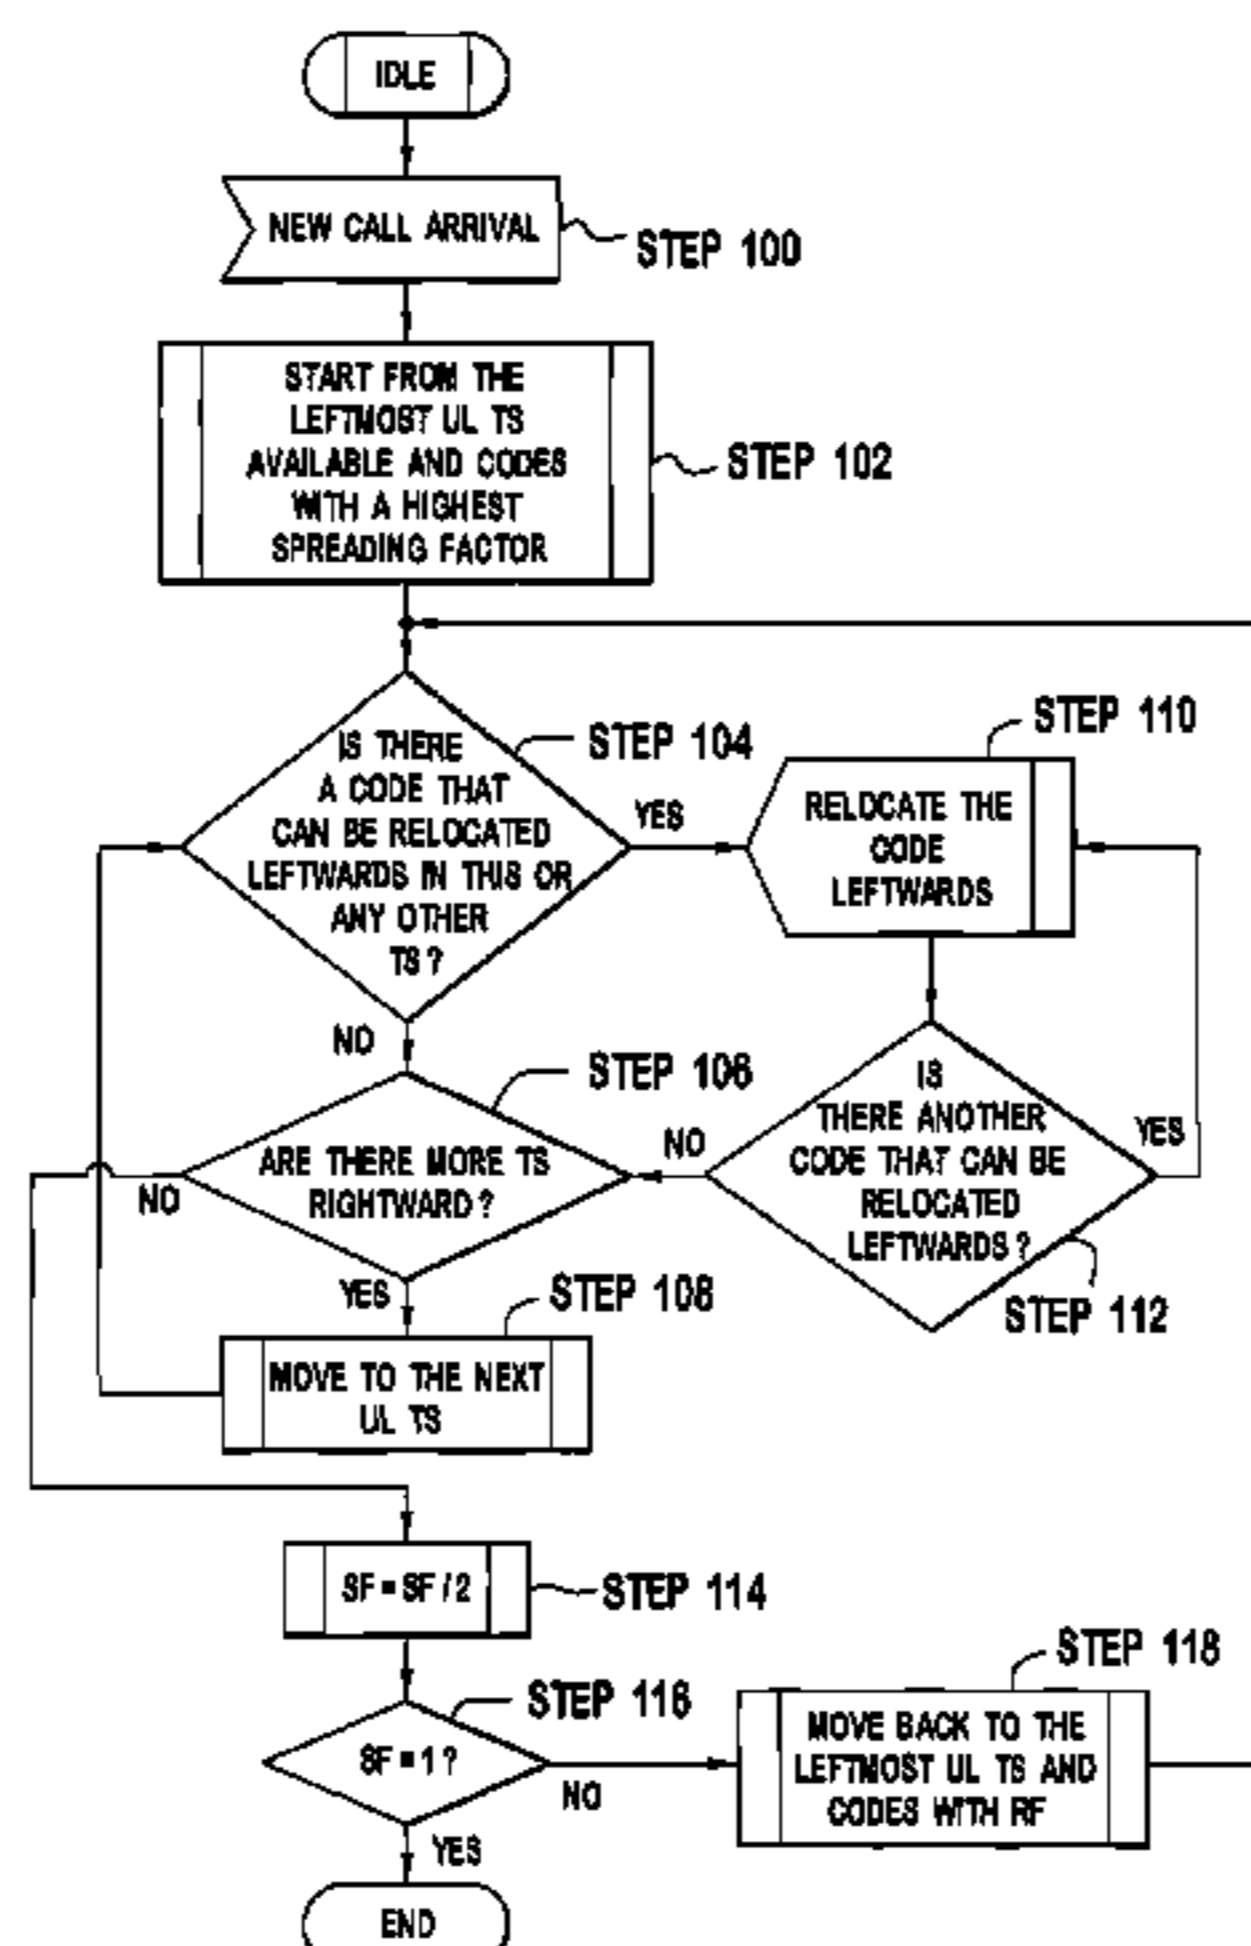 IDLE
NEW CALL ARRIVAL
STEP 100
START FROM THE
LEFTMOST UL TS
AVAILABLE AND CODES
WITH A HIGHEST
SPREADING FACTOR
STEP 102
IS THERE
A CODE THAT
CAN BE RELOCATED
LEFTWARDS IN THIS OR
ANY OTHER
TS?
STEP 104
YES
NO
RELOCATE THE
CODE
LEFTWARDS
STEP 110
ARE THERE MORE TS
RIGHTWARD?
STEP 106
NO
YES
IS
THERE ANOTHER
CODE THAT CAN BE
RELOCATED
LEFTWARDS?
STEP 112
NO
YES
MOVE TO THE NEXT
UL TS
STEP 108
SF = SF / 2
STEP 114
SF = 1?
STEP 116
NO
YES
MOVE BACK TO THE
LEFTMOST UL TS AND
CODES WITH RF
STEP 118
END